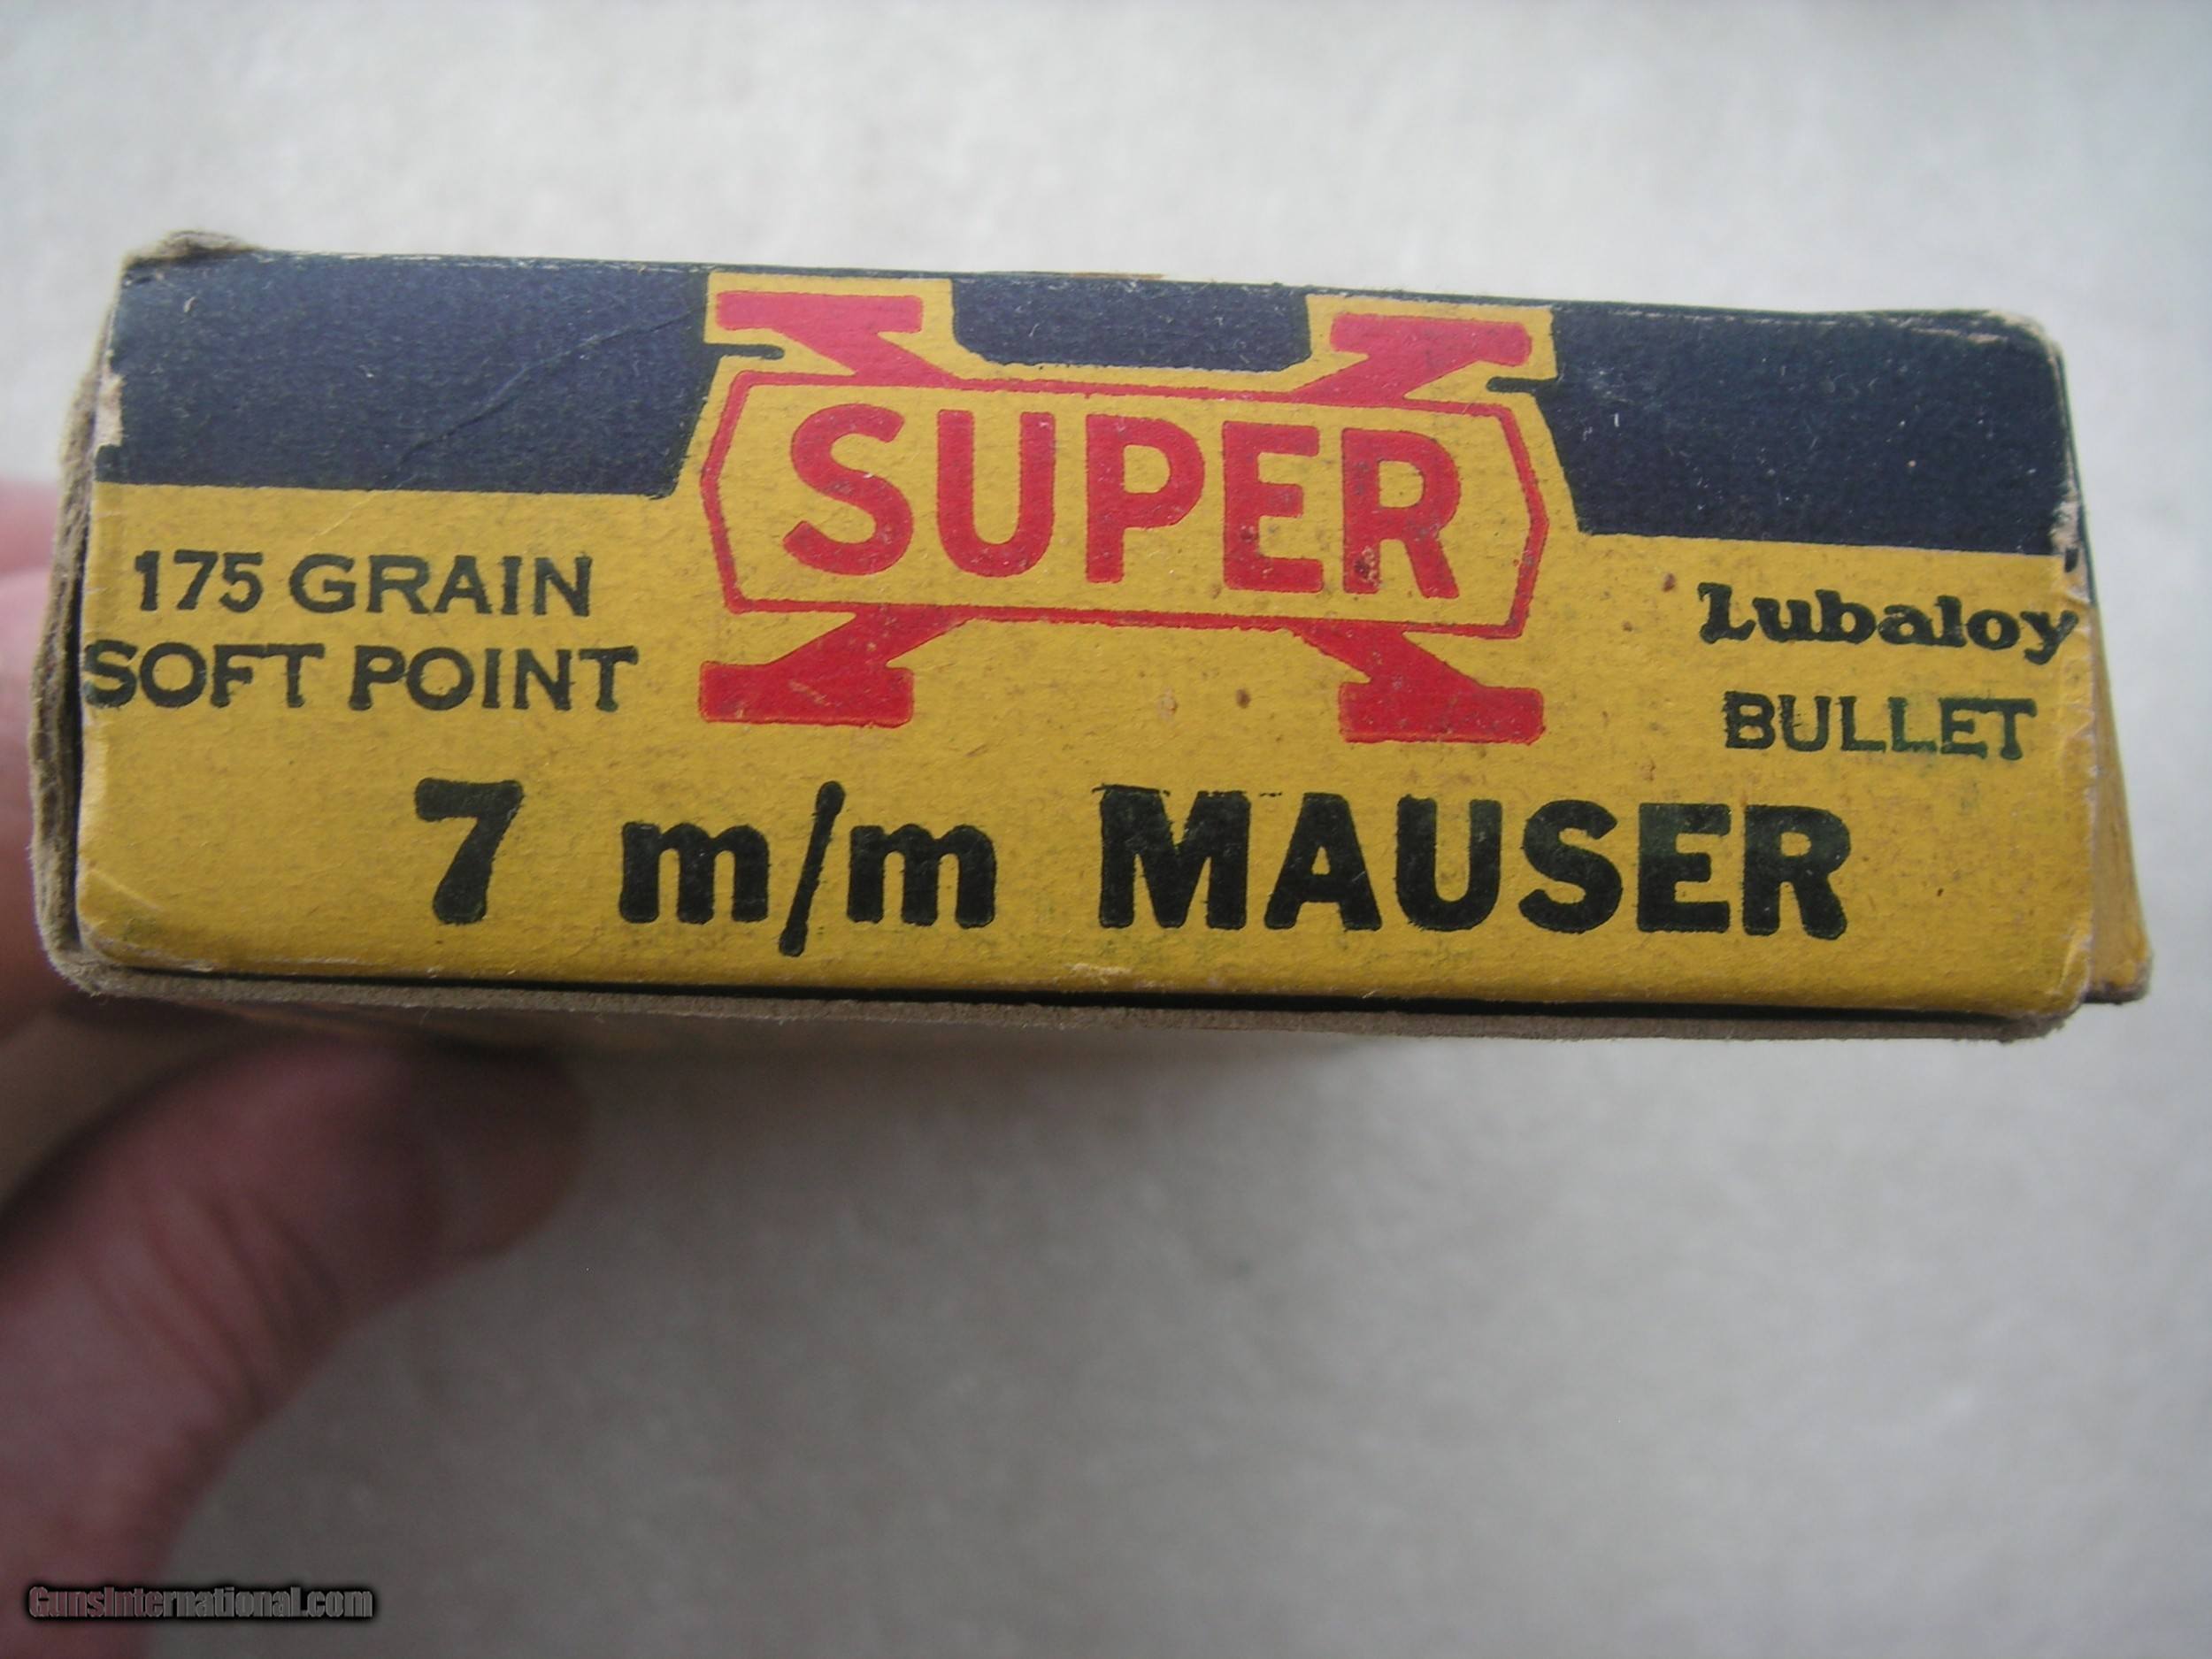 SUPER X
175 GRAIN
SOFT POINT
Lubaloy
BULLET
7 m/m MAUSER
GunsInternational.com